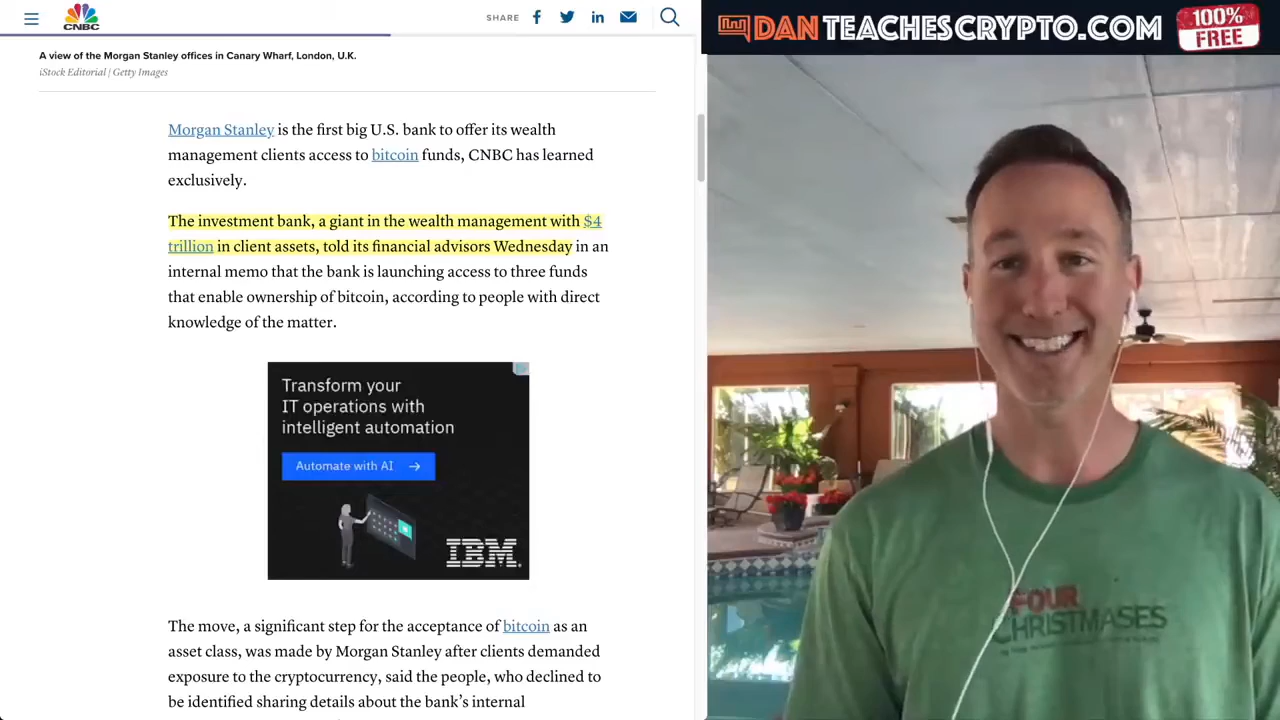 CNBC
SHARE
DANTEACHESCRYPTO.COM
100%
FREE
A view of the Morgan Stanley offices in Canary Wharf, London, U.K.
iStock Editorial | Getty Images
Morgan Stanley is the first big U.S. bank to offer its wealth
management clients access to bitcoin funds, CNBC has learned
exclusively.
The investment bank, a giant in the wealth management with $4
trillion in client assets, told its financial advisors Wednesday in an
internal memo that the bank is launching access to three funds
that enable ownership of bitcoin, according to people with direct
knowledge of the matter.
Transform your
IT operations with
intelligent automation
Automate with AI →
IBM.
The move, a significant step for the acceptance of bitcoin as an
asset class, was made by Morgan Stanley after clients demanded
exposure to the cryptocurrency, said the people, who declined to
be identified sharing details about the bank's internal
FOUR
CHRISTMASES